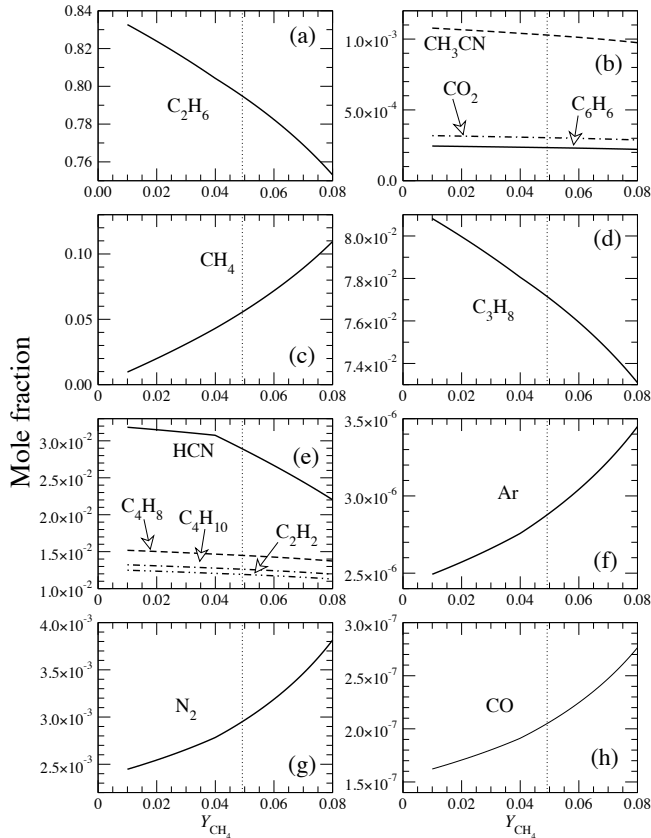 Mole fraction
0.84
0.82
0.80
0.78
0.76
(a)
C2H6
0.00 0.02 0.04 0.06 0.08
1.0×10-3
5.0×10-4
0.0
CH3CN
(b)
CO2
C6H6
0 0.02 0.04 0.06 0.08
0.10
0.05
0.00
CH4
(c)
0 0.02 0.04 0.06 0.08
8.0×10-2
7.8×10-2
7.6×10-2
7.4×10-2
(d)
C3H8
0 0.02 0.04 0.06 0.08
3.0×10-2
2.5×10-2
2.0×10-2
1.5×10-2
1.0×10-2
HCN
(e)
C4H8
C4H10
C2H2
0 0.02 0.04 0.06 0.08
3.5×10-6
3.0×10-6
2.5×10-6
Ar
(f)
0 0.02 0.04 0.06 0.08
4.0×10-3
3.5×10-3
3.0×10-3
2.5×10-3
N2
(g)
0 0.02 0.04 0.06 0.08
YCH4
3.0×10-7
2.5×10-7
2.0×10-7
1.5×10-7
CO
(h)
0 0.02 0.04 0.06 0.08
YCH4